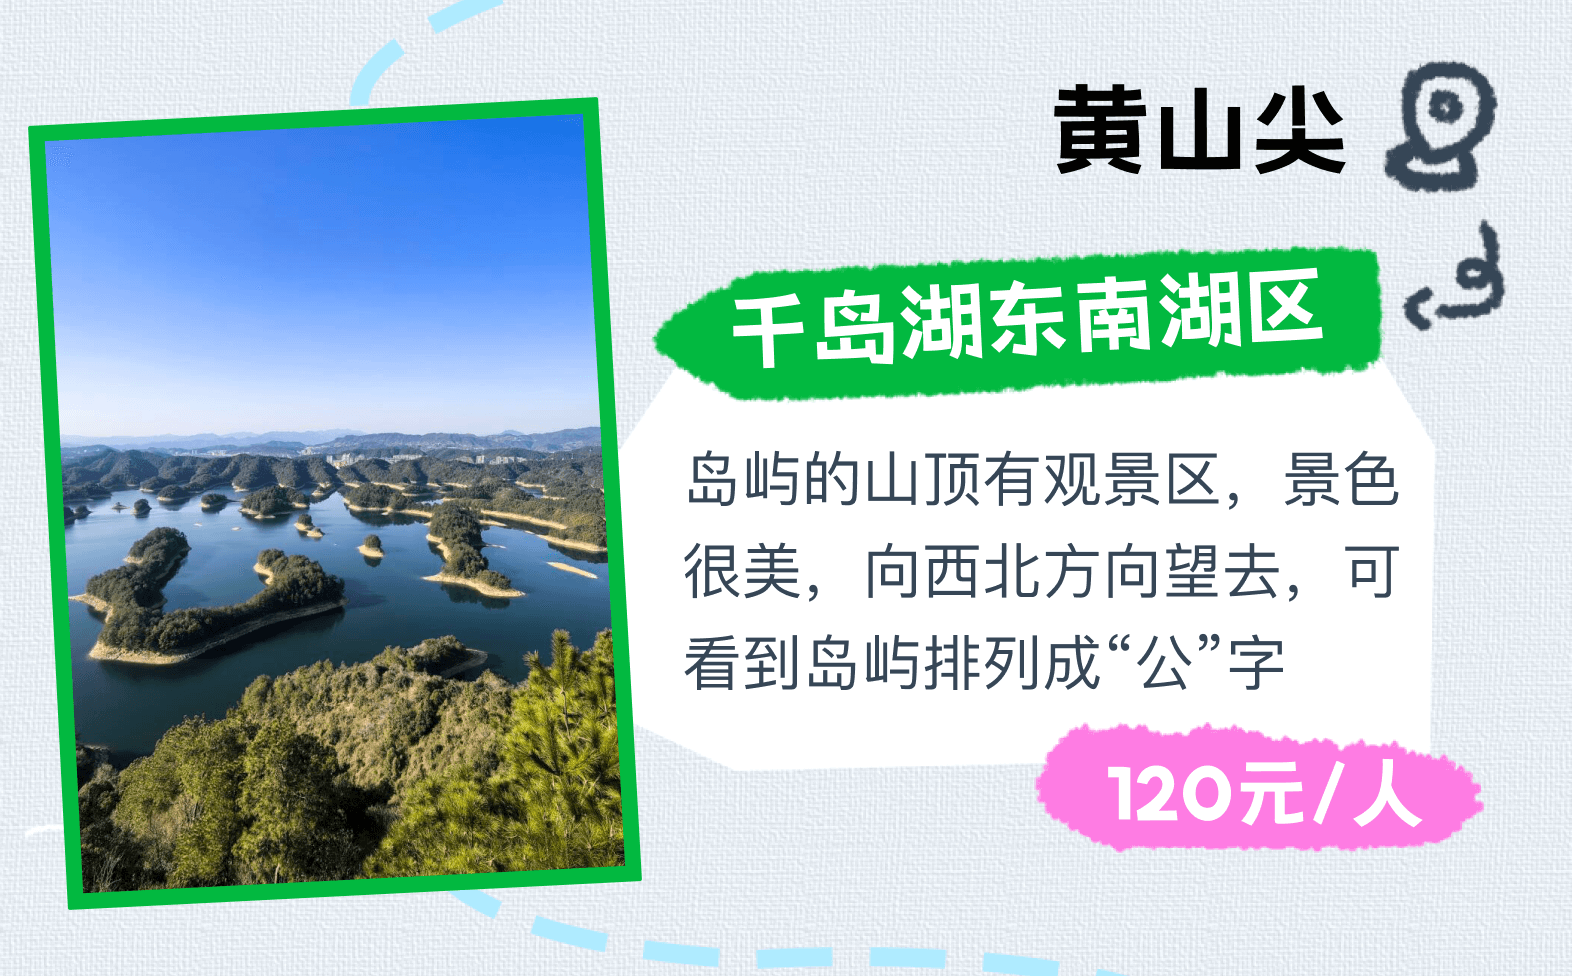 黄山尖
千岛湖东南湖区
岛屿的山顶有观景区，景色
很美，向西北方向望去，可
看到岛屿排列成“公”字
120元/人